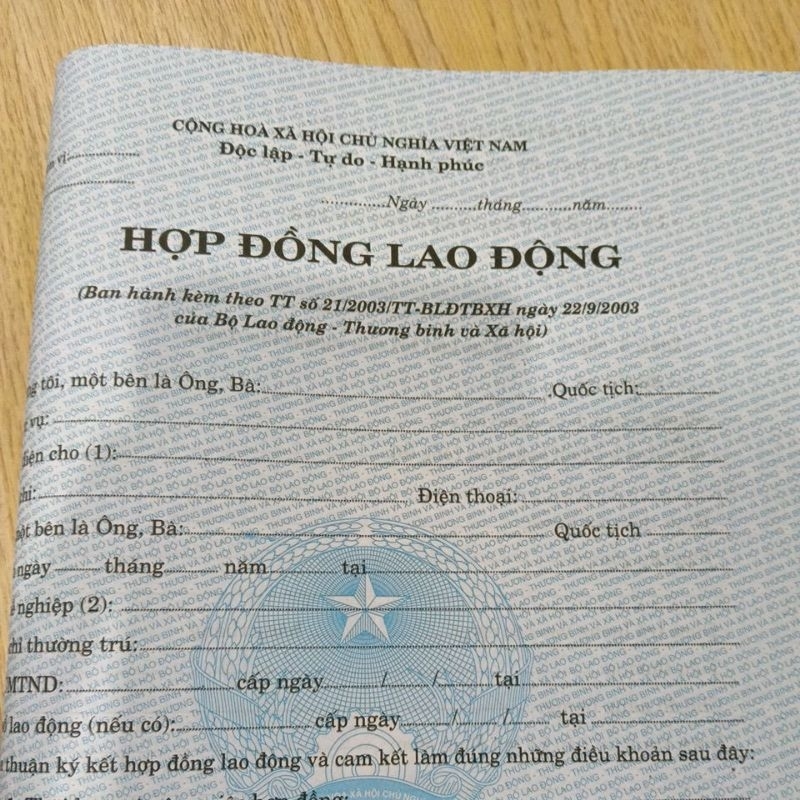 CỘNG HOÀ XÃ HỘI CHỦ NGHĨA VIỆT NAM
Độc lập - Tự do - Hạnh phúc
vị:....................
....................
.............Ngày .........tháng..........năm.......
HỢP ĐỒNG LAO ĐỘNG
(Ban hành kèm theo TT số 21/2003/TT-BLĐTBXH ngày 22/9/2003
của Bộ Lao động - Thương binh và Xã hội)
tôi, một bên là Ông, Bà:.................... Quốc tịch:....................
vụ:....................
cho (1):....................
.................... Điện thoại:....................
bên là Ông, Bà:.................... Quốc tịch ....................
ngày .......... tháng .......... năm .......... tại ....................
nghiệp (2):....................
thường trú:....................
MTND:.................... cấp ngày........../........../.......... tại ....................
lao động (nếu có):.................... cấp ngày........../........../.......... tại ....................
thuận ký kết hợp đồng lao động và cam kết làm đúng những điều khoản sau đây:
hợp đồng: